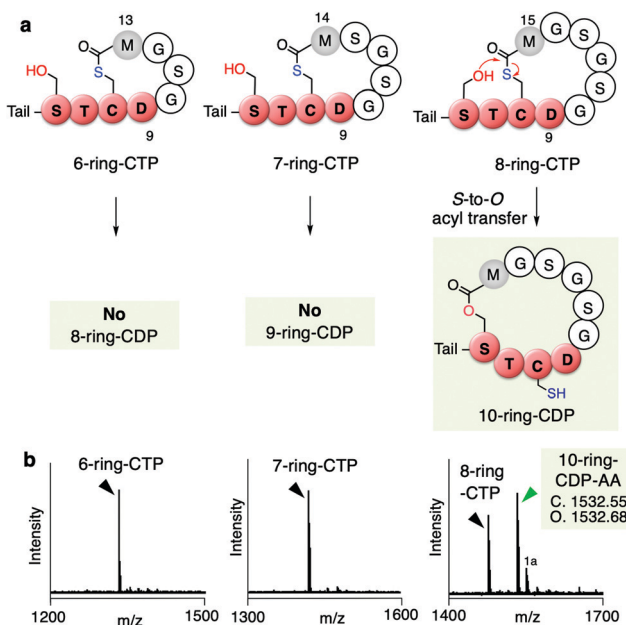 a
13
M
G
S
G
O
S
HO
Tail
S T C D
9
6-ring-CTP
No
8-ring-CDP
14
M
S
G
S
G
S
O
S
HO
Tail
S T C D
9
7-ring-CTP
No
9-ring-CDP
15
M
G
S
G
S
G
O
S
OH
Tail
S T C D
9
8-ring-CTP
S-to-O
acyl transfer
M
G
S
G
S
G
O
O
Tail
S T C D
SH
10-ring-CDP
b
6-ring-CTP
Intensity
1200 m/z 1500
7-ring-CTP
Intensity
1300 m/z 1600
8-ring
-CTP
10-ring-
CDP-AA
C. 1532.55
O. 1532.68
1a
Intensity
1400 m/z 1700